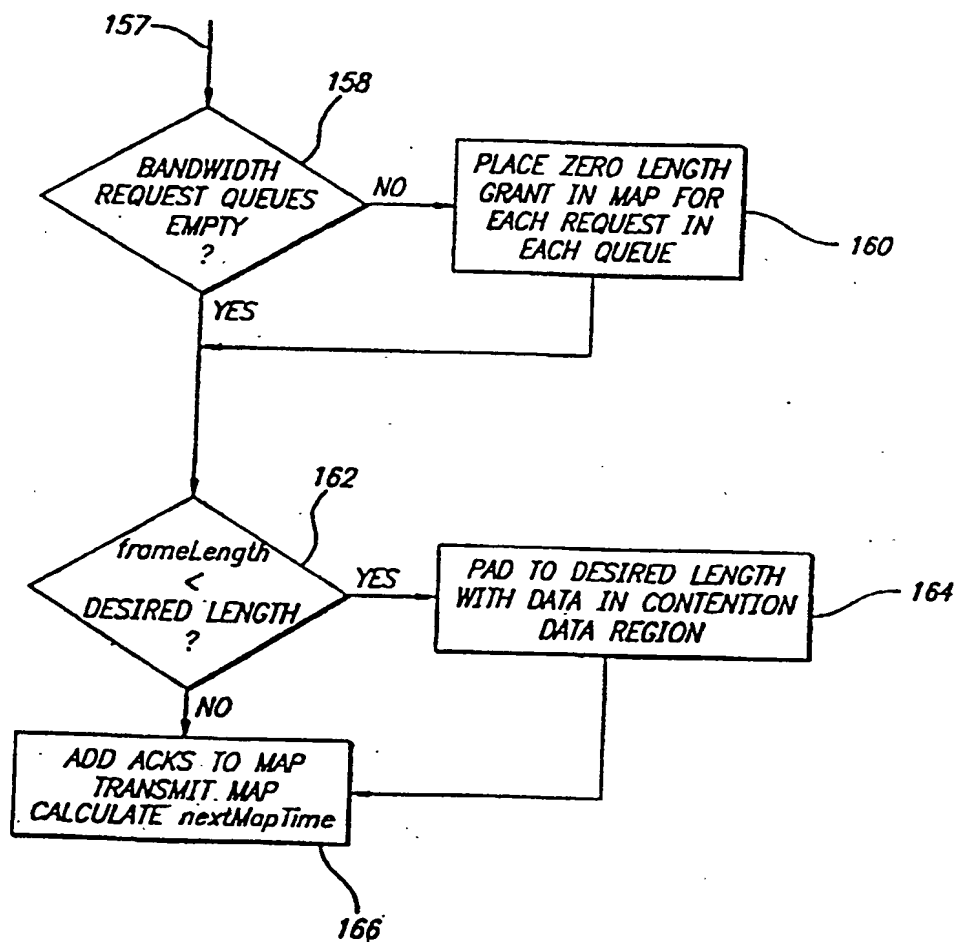 157
158
BANDWIDTH
REQUEST QUEUES
EMPTY
?
NO
PLACE ZERO LENGTH
GRANT IN MAP FOR
EACH REQUEST IN
EACH QUEUE
160
YES
162
frameLength
<
DESIRED LENGTH
?
YES
PAD TO DESIRED LENGTH
WITH DATA IN CONTENTION
DATA REGION
164
NO
ADD ACKS TO MAP
TRANSMIT MAP
CALCULATE nextMapTime
166